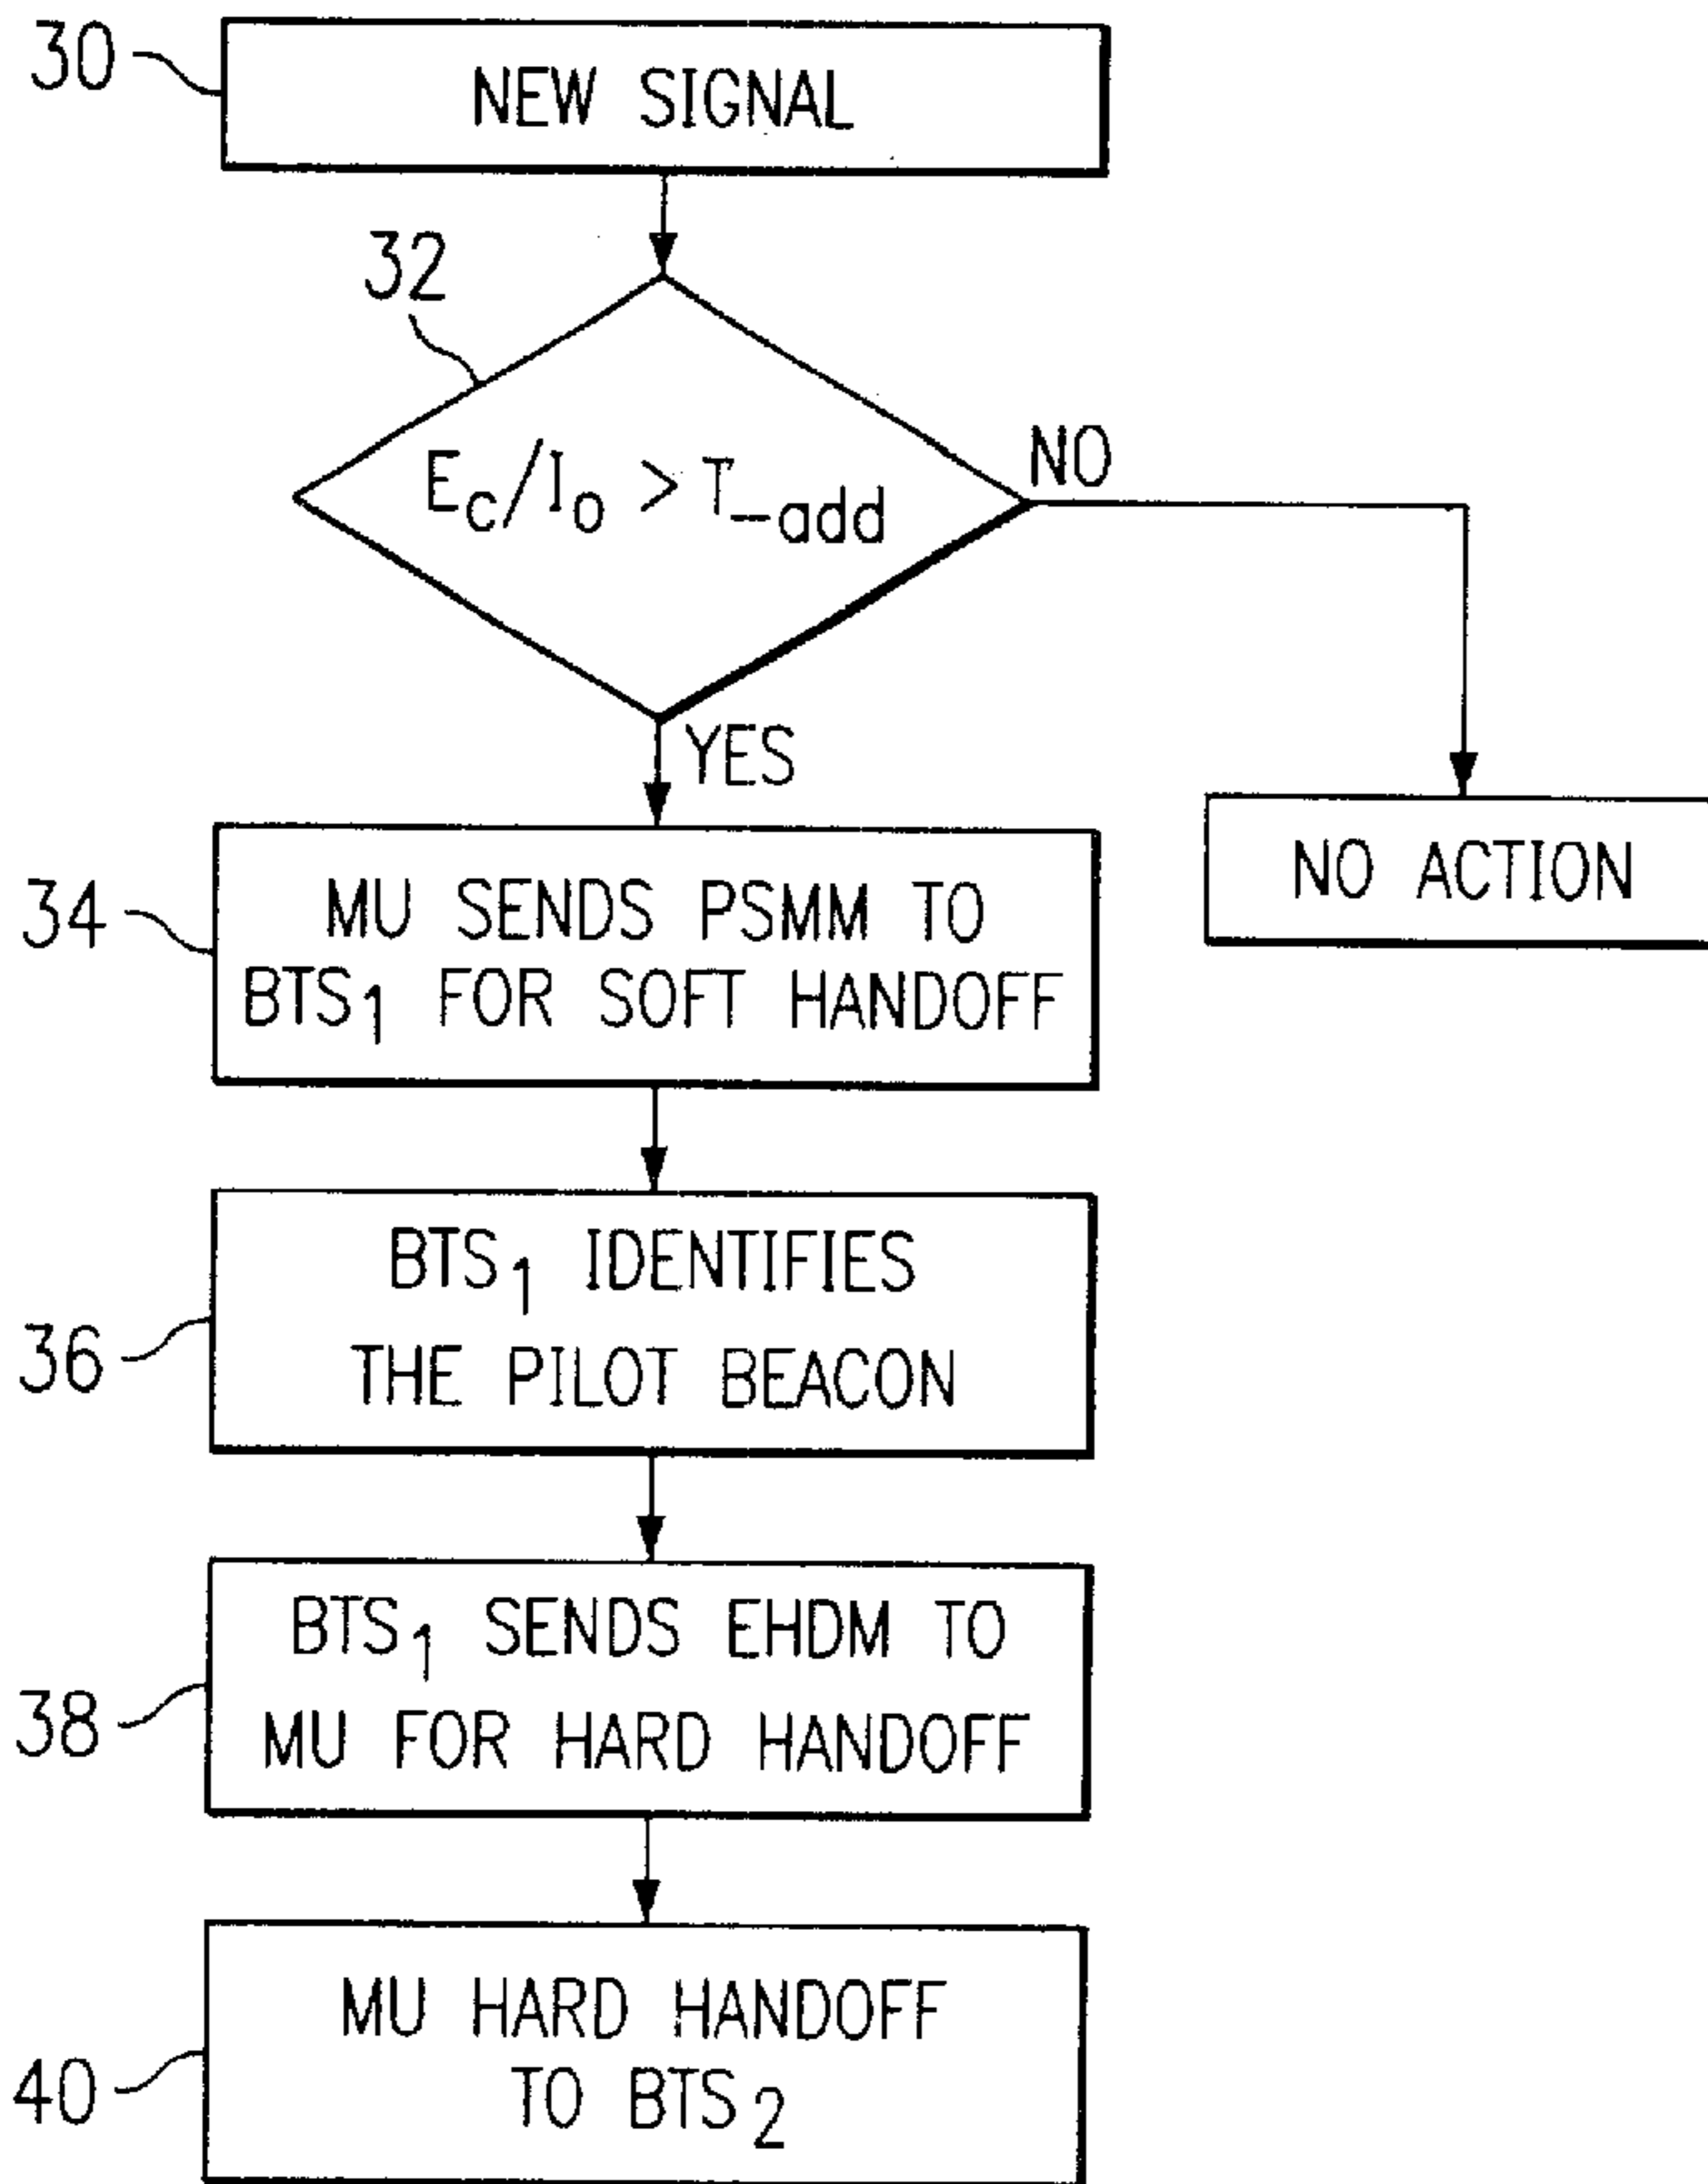 30
NEW SIGNAL
32
E_c/I_o > T_add
NO
YES
34
MU SENDS PSMM TO
BTS₁ FOR SOFT HANDOFF
NO ACTION
36
BTS₁ IDENTIFIES
THE PILOT BEACON
38
BTS₁ SENDS EHDM TO
MU FOR HARD HANDOFF
40
MU HARD HANDOFF
TO BTS₂